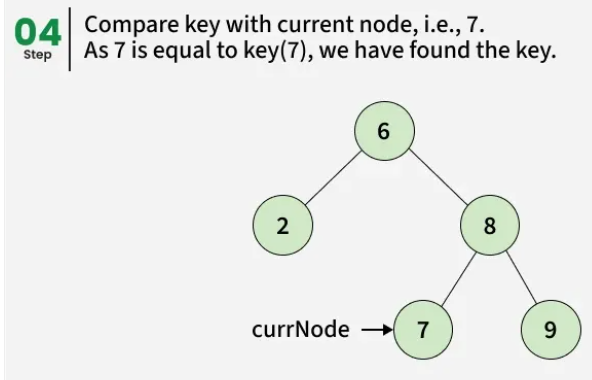 04
Step
Compare key with current node, i.e., 7.
As 7 is equal to key(7), we have found the key.
6
2
8
currNode
7
9